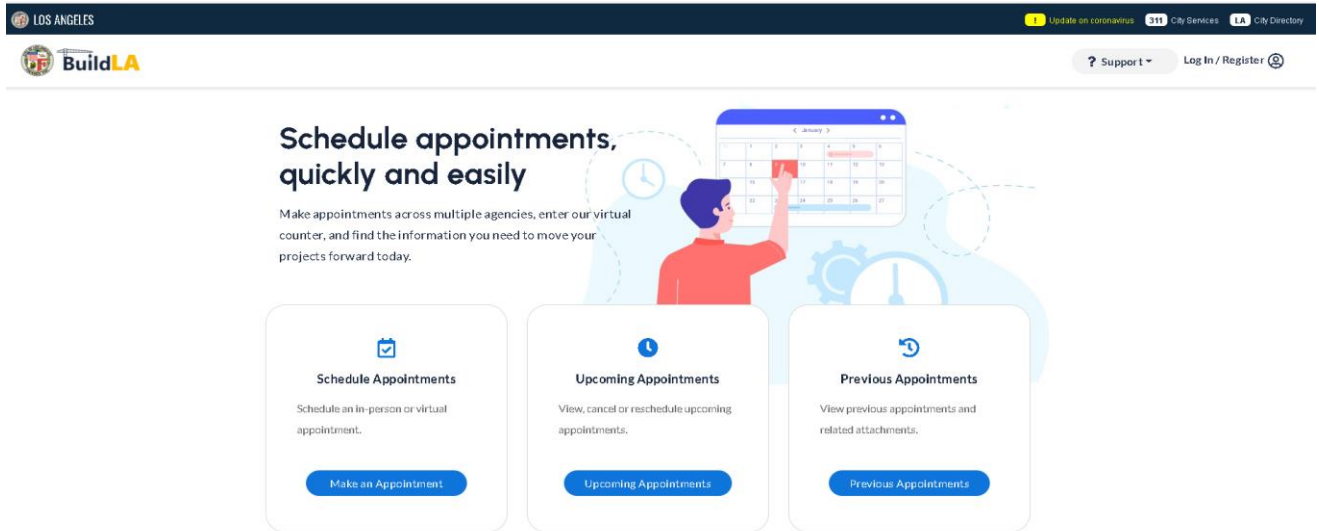 LOS ANGELES
! Update on coronavirus 311 City Services LA City Directory
BuildLA
? Support Log In / Register
Schedule appointments,
quickly and easily
Make appointments across multiple agencies, enter our virtual
counter, and find the information you need to move your
projects forward today.
< January >
Schedule Appointments
Schedule an in-person or virtual
appointment.
Make an Appointment
Upcoming Appointments
View, cancel or reschedule upcoming
appointments.
Upcoming Appointments
Previous Appointments
View previous appointments and
related attachments.
Previous Appointments